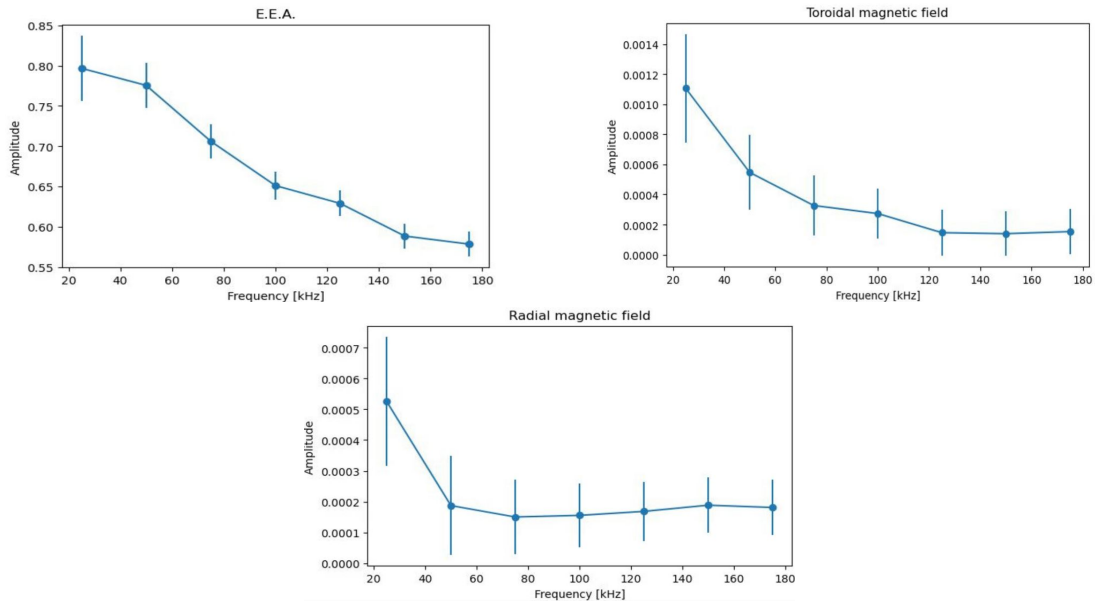 E.E.A.
0.85
0.80
0.75
0.70
0.65
0.60
0.55
Amplitude
20 40 60 80 100 120 140 160 180
Frequency [kHz]
Toroidal magnetic field
0.0014
0.0012
0.0010
0.0008
0.0006
0.0004
0.0002
0.0000
Amplitude
20 40 60 80 100 120 140 160 180
Frequency [kHz]
Radial magnetic field
0.0007
0.0006
0.0005
0.0004
0.0003
0.0002
0.0001
0.0000
Amplitude
20 40 60 80 100 120 140 160 180
Frequency [kHz]